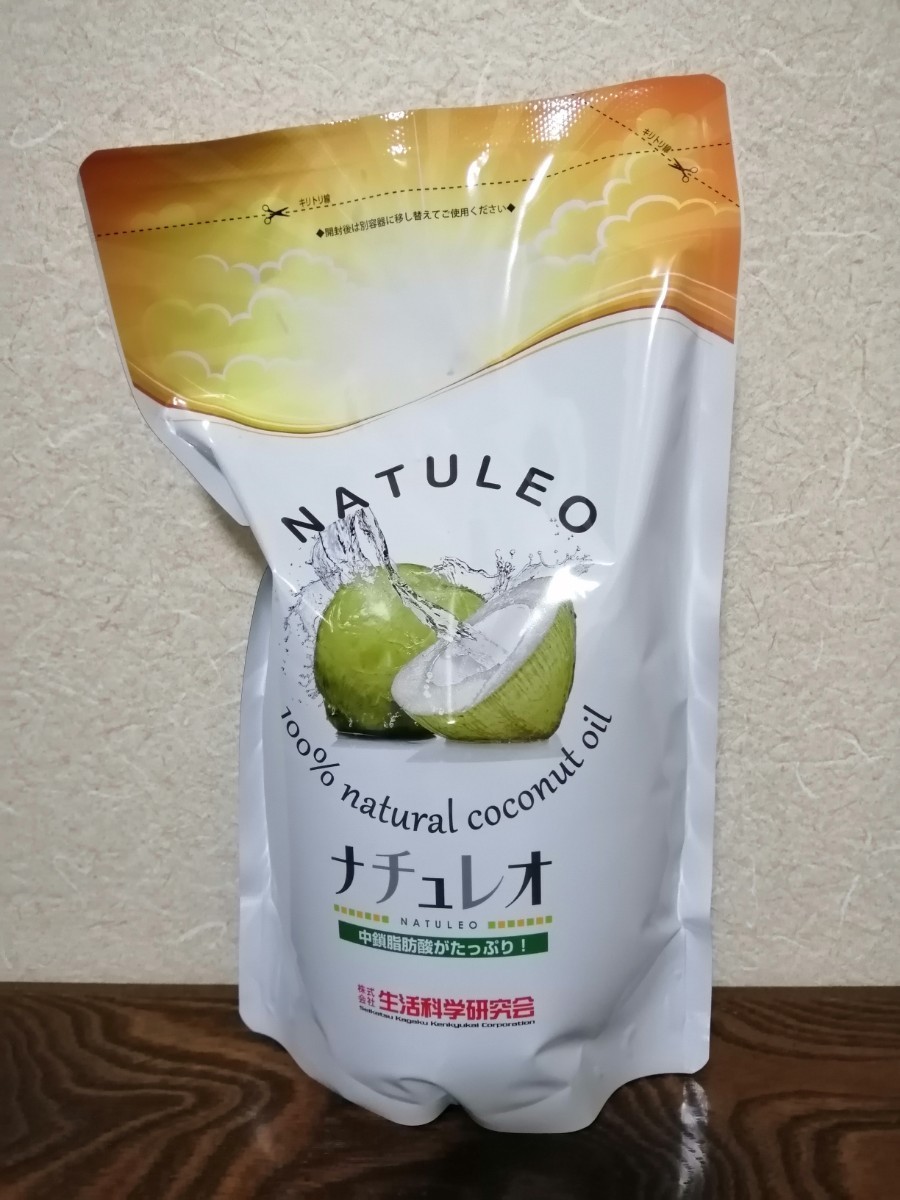 キリトリ線
キリトリ線
◆開封後は別容器に移し替えてご使用ください◆
NATULEO
100% natural coconut oil
ナチュレオ
NATULEO
中鎖脂肪酸がたっぷり！
株式会社 生活科学研究会
Seikatsu Kagaku Kenkyukai Corporation